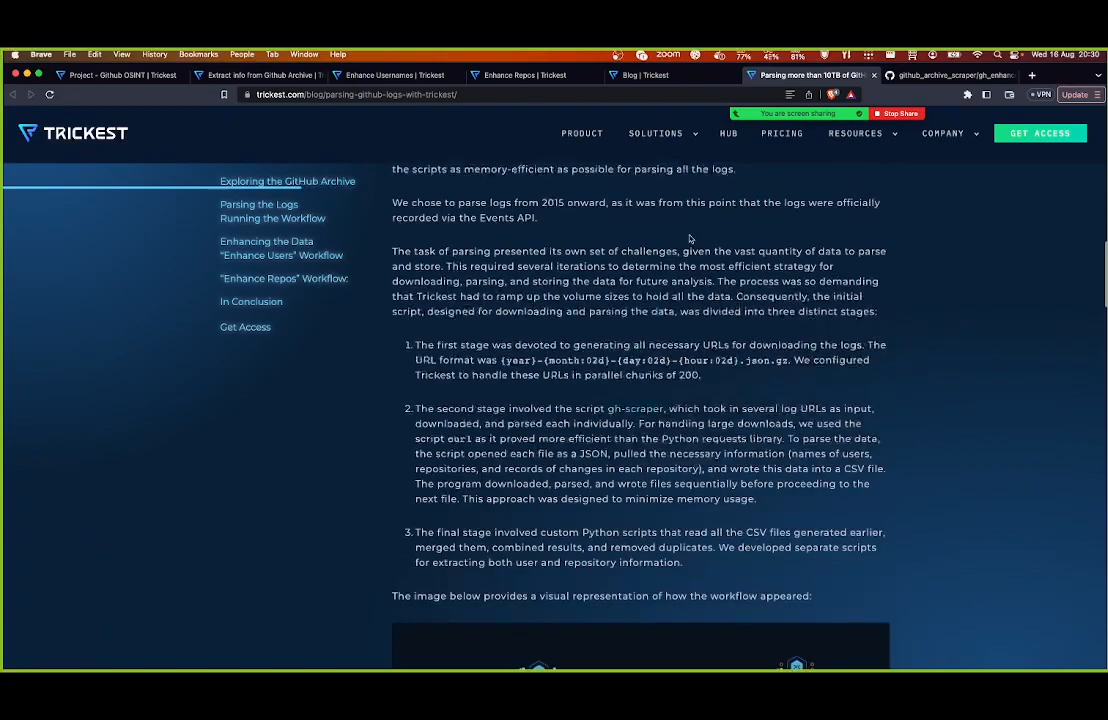 Brave File Edit View History Bookmarks People Tab Window Help zoom 77% 4€% 81% Wed 16 Aug 20:30
Project - Github OSINT | Trickest Extract info from Github Archive | Tr Enhance Usernames | Trickest Enhance Repos | Trickest Blog | Trickest Parsing more than 10TB of GitH github_archive_scraper/gh_enhanc
trickest.com/blog/parsing-github-logs-with-trickest/ VPN Update
You are screen sharing Stop Share
TRICKEST PRODUCT SOLUTIONS HUB PRICING RESOURCES COMPANY GET ACCESS
Exploring the GitHub Archive
Parsing the Logs
Running the Workflow
Enhancing the Data
“Enhance Users” Workflow
“Enhance Repos” Workflow:
In Conclusion
Get Access
the scripts as memory-efficient as possible for parsing all the logs.
We chose to parse logs from 2015 onward, as it was from this point that the logs were officially
recorded via the Events API.
The task of parsing presented its own set of challenges, given the vast quantity of data to parse
and store. This required several iterations to determine the most efficient strategy for
downloading, parsing, and storing the data for future analysis. The process was so demanding
that Trickest had to ramp up the volume sizes to hold all the data. Consequently, the initial
script, designed for downloading and parsing the data, was divided into three distinct stages:
1. The first stage was devoted to generating all necessary URLs for downloading the logs. The
URL format was {year}-{month:02d}-{day:02d}-{hour:02d}.json.gz. We configured
Trickest to handle these URLs in parallel chunks of 200.
2. The second stage involved the script gh-scraper, which took in several log URLs as input,
downloaded, and parsed each individually. For handling large downloads, we used the
script curl as it proved more efficient than the Python requests library. To parse the data,
the script opened each file as a JSON, pulled the necessary information (names of users,
repositories, and records of changes in each repository), and wrote this data into a CSV file.
The program downloaded, parsed, and wrote files sequentially before proceeding to the
next file. This approach was designed to minimize memory usage.
3. The final stage involved custom Python scripts that read all the CSV files generated earlier,
merged them, combined results, and removed duplicates. We developed separate scripts
for extracting both user and repository information.
The image below provides a visual representation of how the workflow appeared: